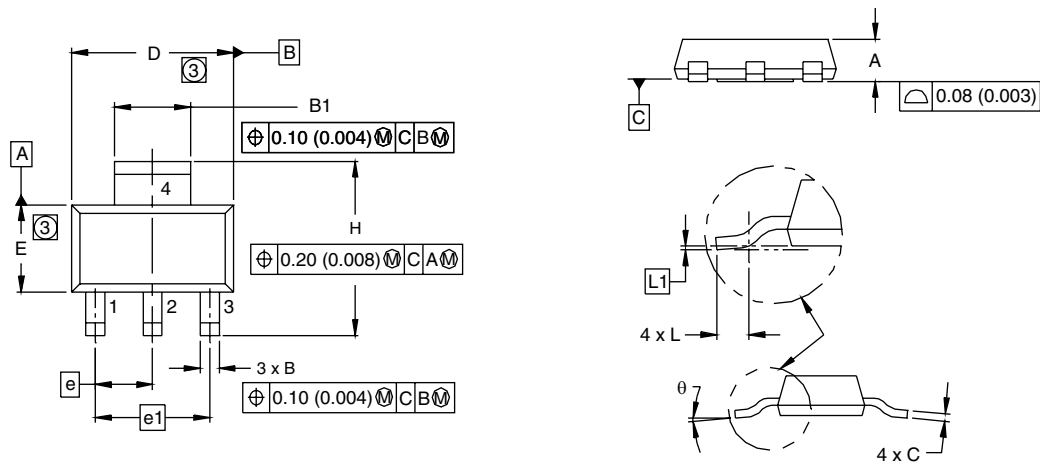 D
B
③
B1
⌖ 0.10 (0.004) Ⓜ C B Ⓜ
A
4
③
E
H
⌖ 0.20 (0.008) Ⓜ C A Ⓜ
1 2 3
3 x B
e
⌖ 0.10 (0.004) Ⓜ C B Ⓜ
e1
A
0.08 (0.003)
C
L1
4 x L
θ
4 x C